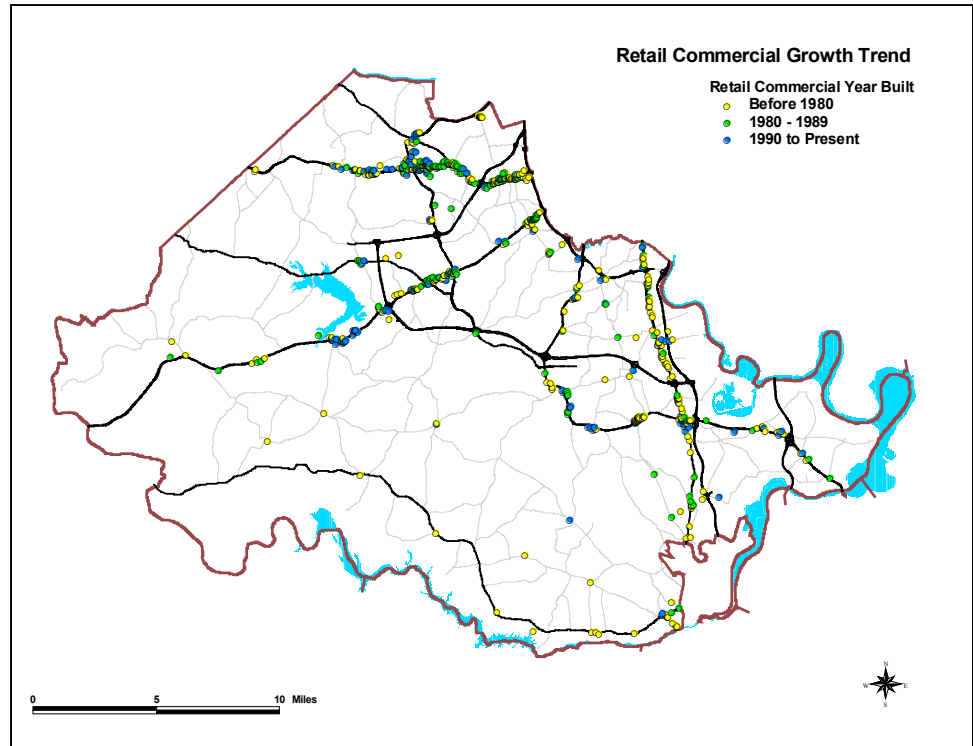 Retail Commercial Growth Trend
Retail Commercial Year Built
Before 1980
1980 - 1989
1990 to Present
0 5 10 Miles
N
W E
S